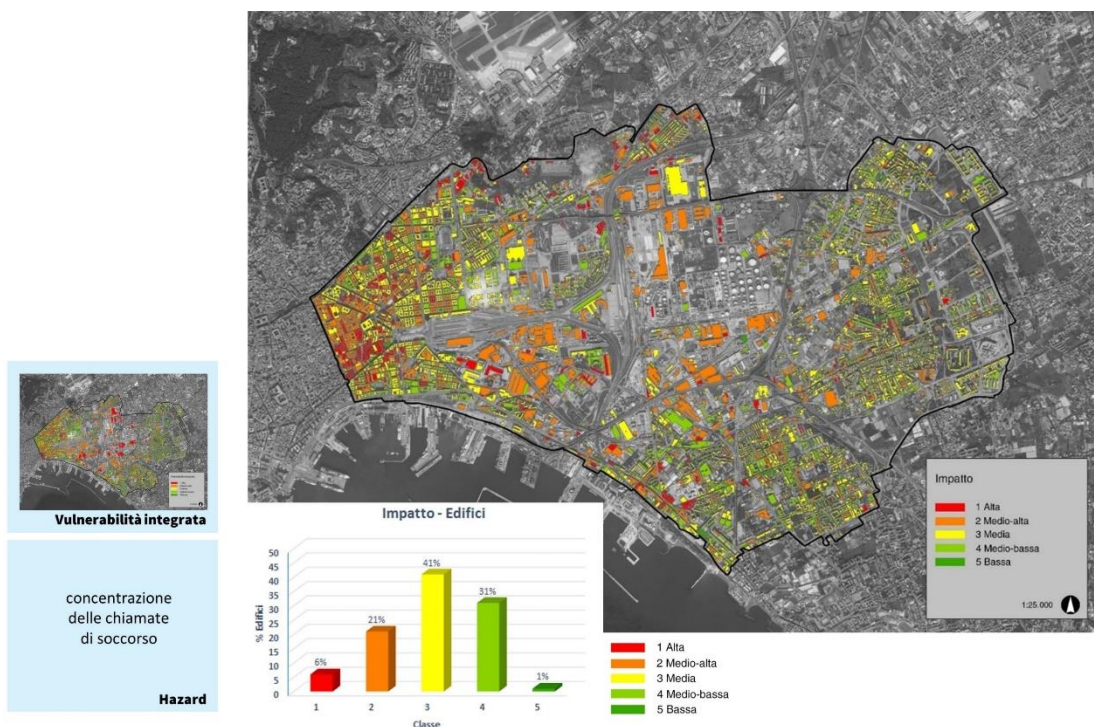 Impatto
1 Alta
2 Medio-alta
3 Media
4 Medio-bassa
5 Bassa
1:25.000
Vulnerabilità integrata
concentrazione
delle chiamate
di soccorso
Hazard
Impatto - Edifici
% Edifici
50
45
40
35
30
25
20
15
10
5
0
6%
21%
41%
31%
1%
1 2 3 4 5
Classe
1 Alta
2 Medio-alta
3 Media
4 Medio-bassa
5 Bassa